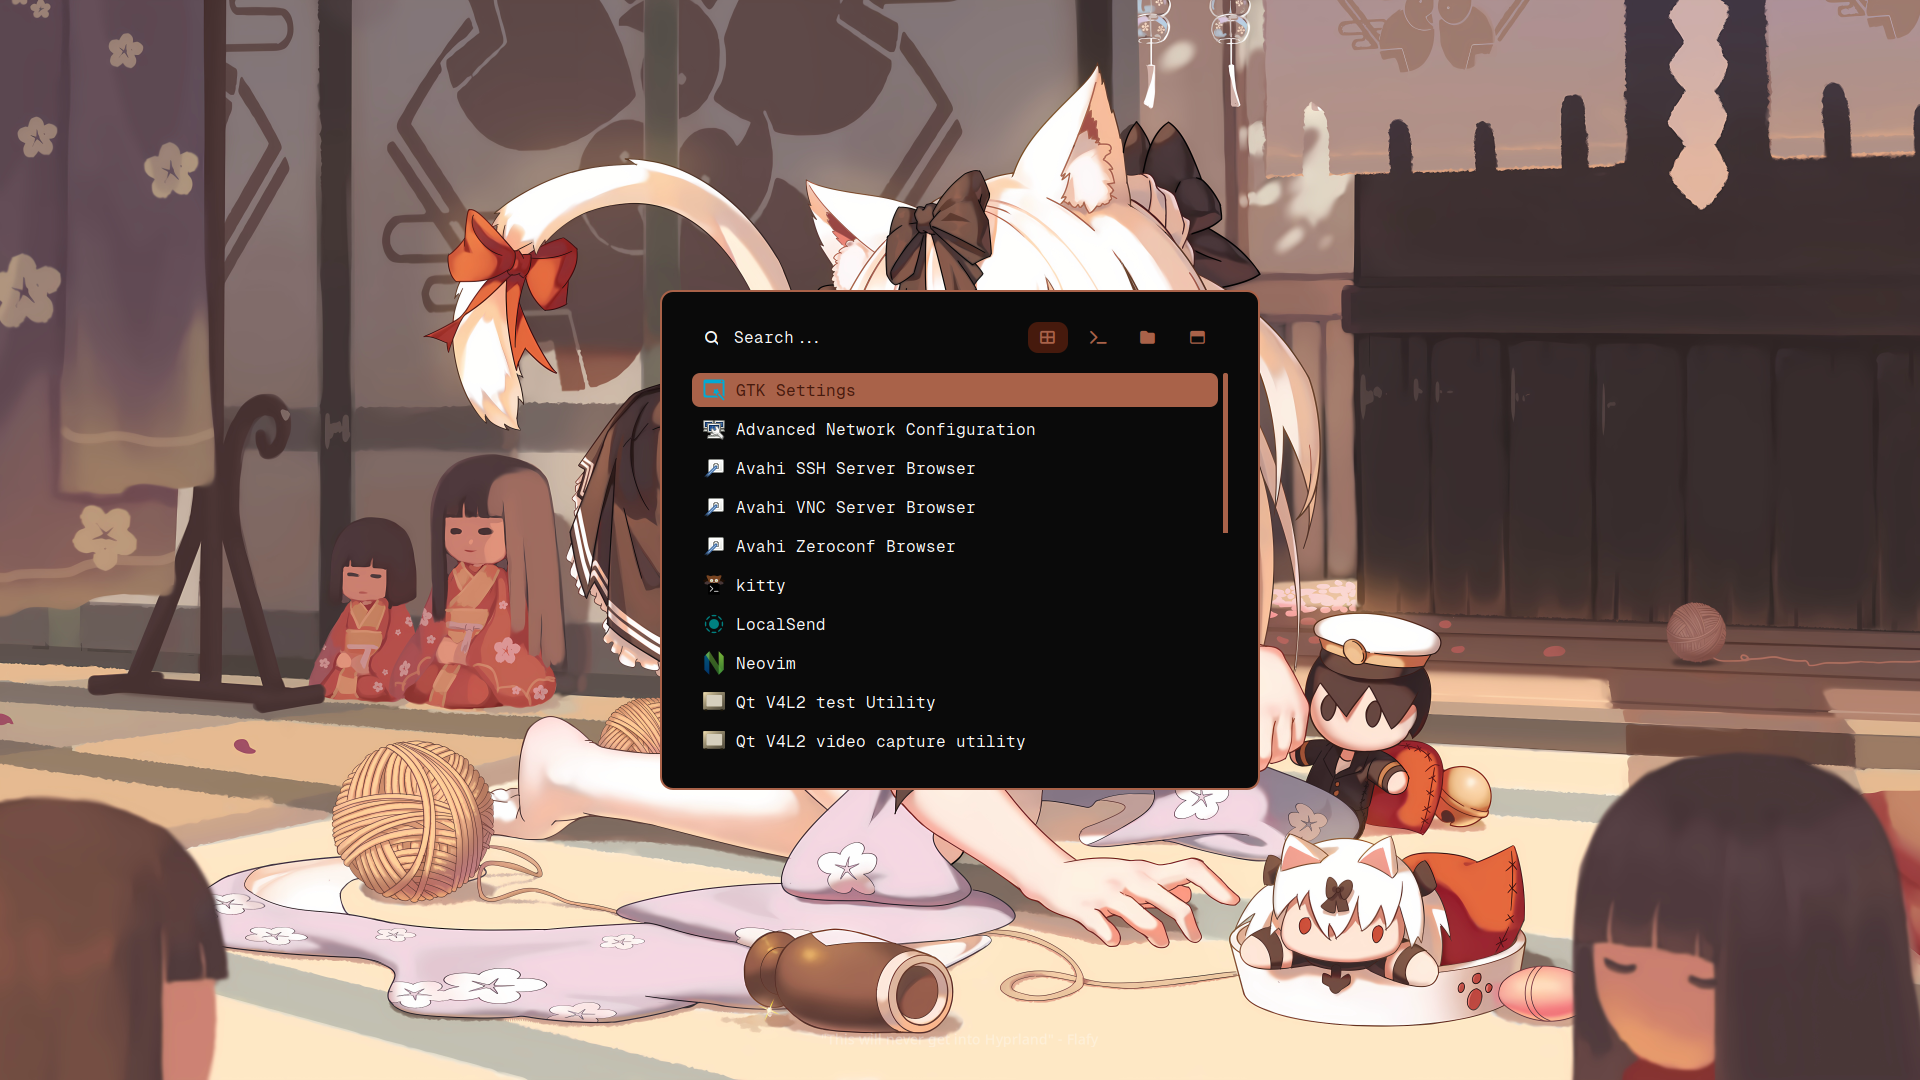 Search...
GTK Settings
Advanced Network Configuration
Avahi SSH Server Browser
Avahi VNC Server Browser
Avahi Zeroconf Browser
kitty
LocalSend
Neovim
Qt V4L2 test Utility
Qt V4L2 video capture utility